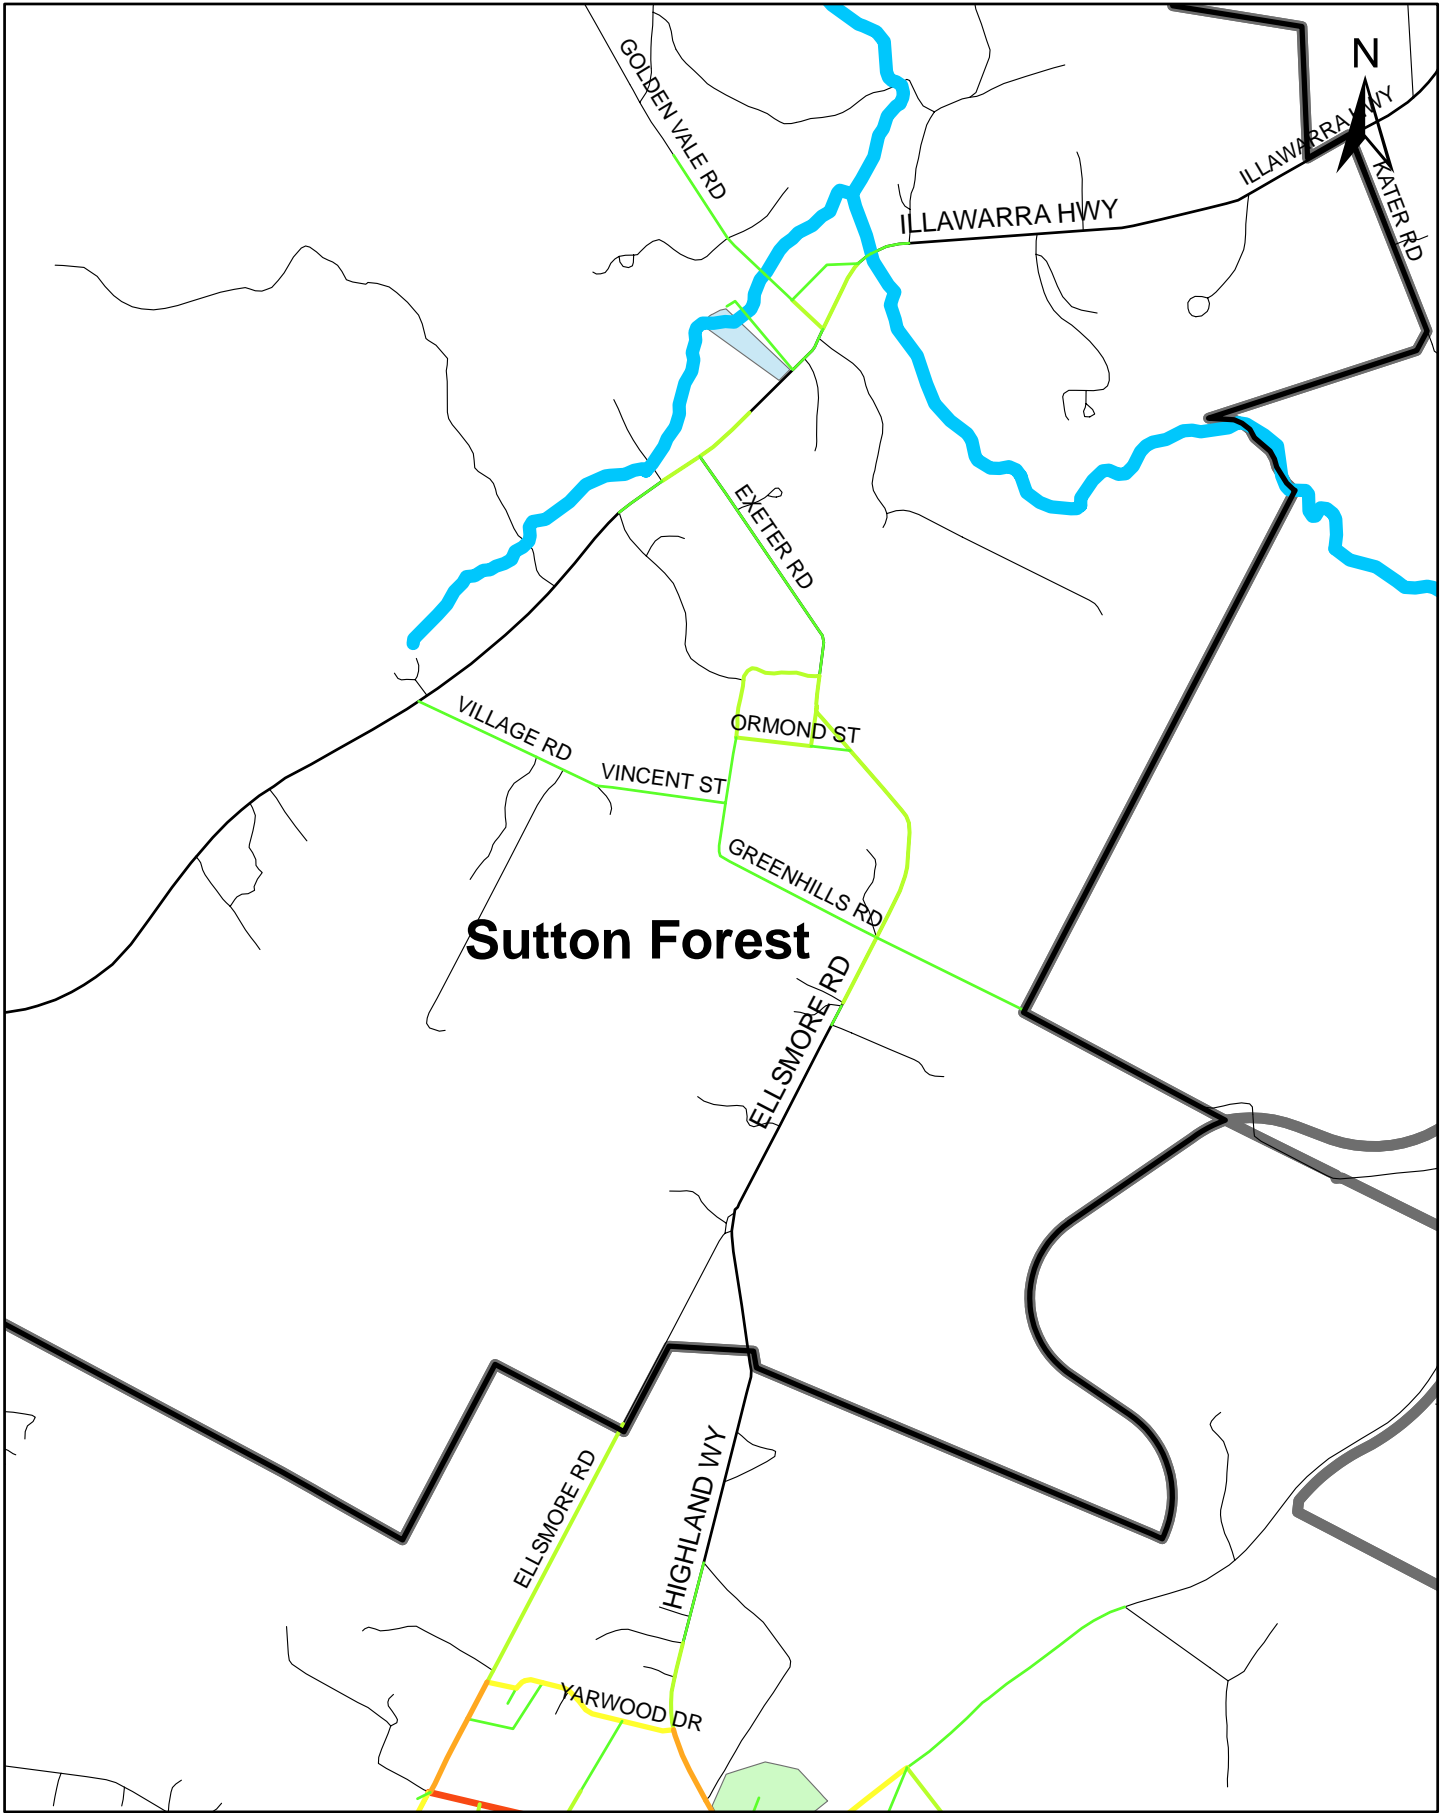 N
GOLDEN VALE RD
ILLAWARRA HWY
ILLAWARRA HWY
KATER RD
EXETER RD
VILLAGE RD
ORMOND ST
VINCENT ST
GREENHILLS RD
Sutton Forest
ELLSMORE RD
ELLSMORE RD
HIGHLAND WY
YARWOOD DR